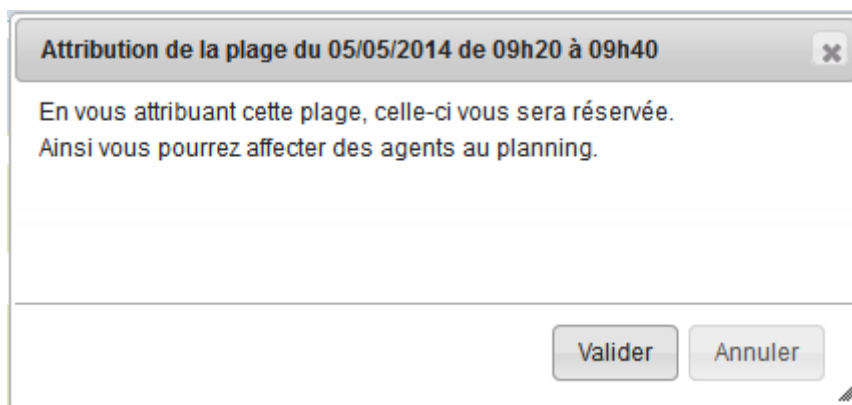 Attribution de la plage du 05/05/2014 de 09h20 à 09h40
En vous attribuant cette plage, celle-ci vous sera réservée.
Ainsi vous pourrez affecter des agents au planning.
Valider
Annuler